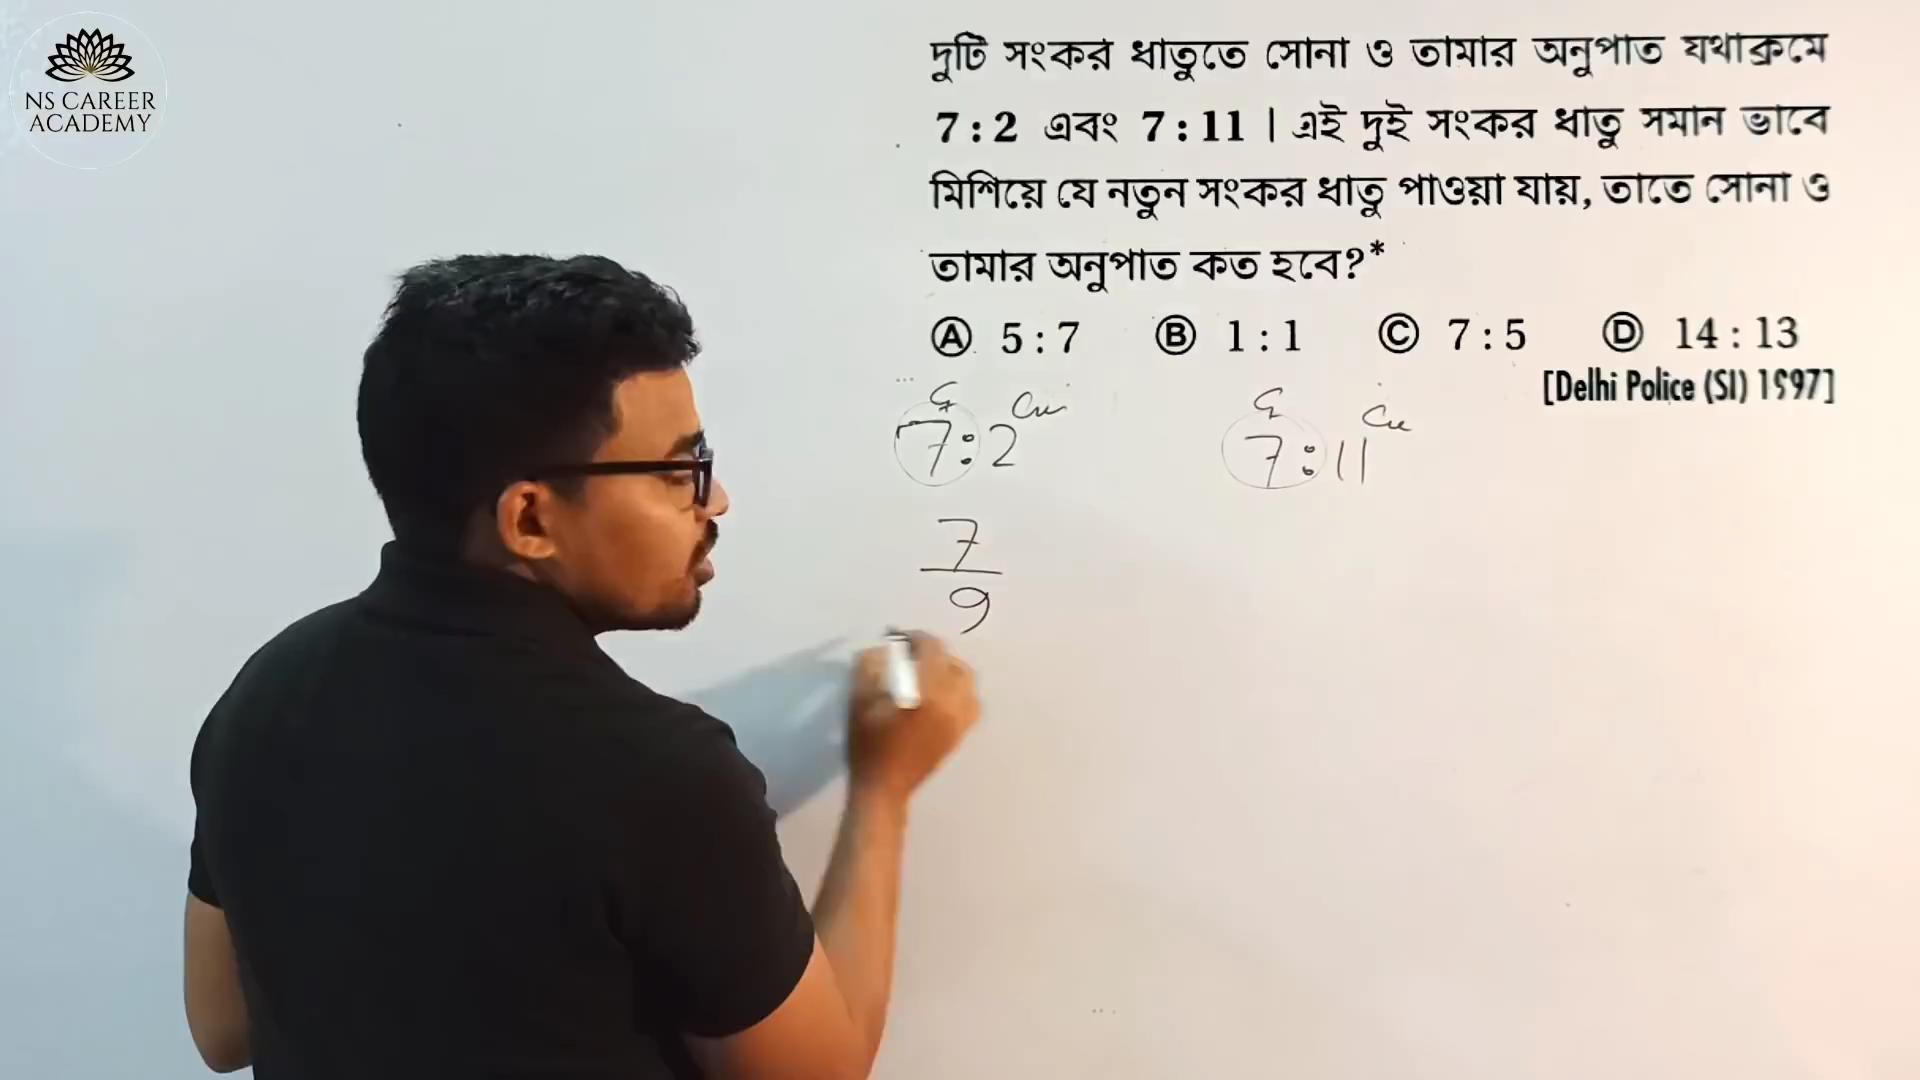 NS CAREER
ACADEMY
দুটি সংকর ধাতুতে সোনা ও তামার অনুপাত যথাক্রমে
7 : 2 এবং 7 : 11 । এই দুই সংকর ধাতু সমান ভাবে
মিশিয়ে যে নতুন সংকর ধাতু পাওয়া যায়, তাতে সোনা ও
তামার অনুপাত কত হবে?*
Ⓐ 5 : 7 Ⓑ 1 : 1 Ⓒ 7 : 5 Ⓓ 14 : 13
[Delhi Police (SI) 1997]
G Cu G Cu
7 : 2 7 : 11
7
9